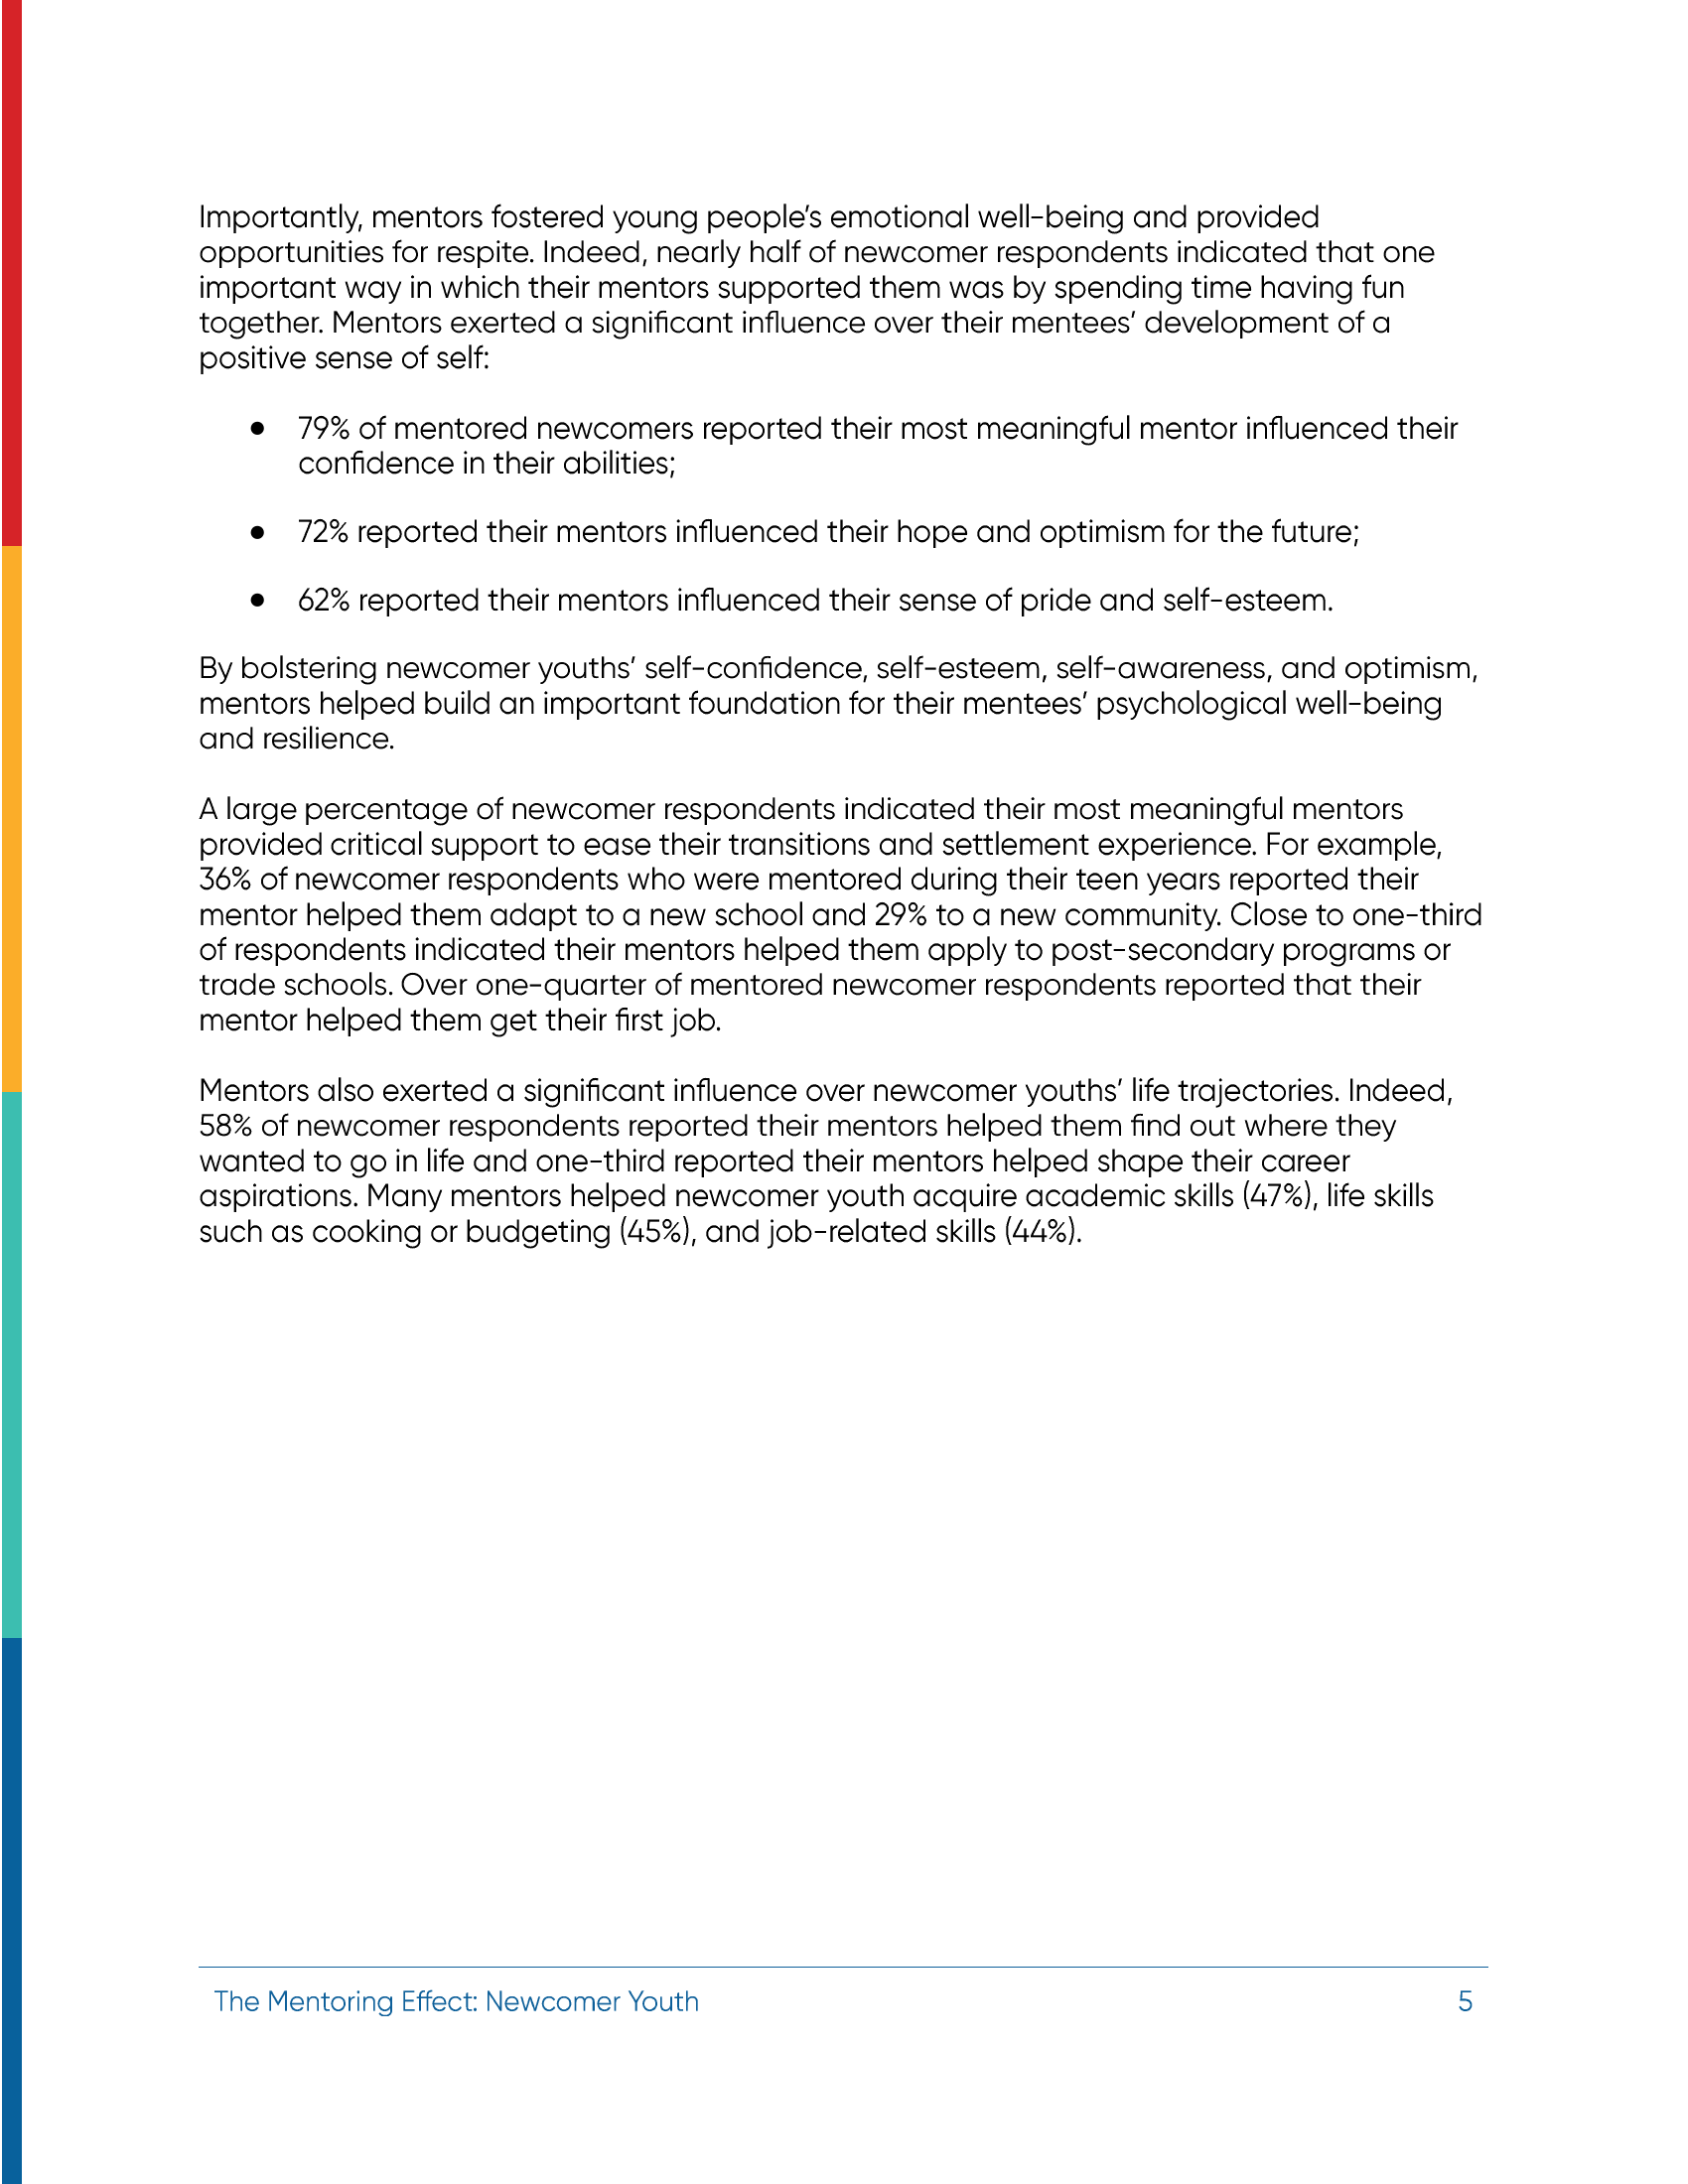 Importantly, mentors fostered young people’s emotional well-being and provided
opportunities for respite. Indeed, nearly half of newcomer respondents indicated that one
important way in which their mentors supported them was by spending time having fun
together. Mentors exerted a significant influence over their mentees’ development of a
positive sense of self:
● 79% of mentored newcomers reported their most meaningful mentor influenced their
confidence in their abilities;
● 72% reported their mentors influenced their hope and optimism for the future;
● 62% reported their mentors influenced their sense of pride and self-esteem.
By bolstering newcomer youths’ self-confidence, self-esteem, self-awareness, and optimism,
mentors helped build an important foundation for their mentees’ psychological well-being
and resilience.
A large percentage of newcomer respondents indicated their most meaningful mentors
provided critical support to ease their transitions and settlement experience. For example,
36% of newcomer respondents who were mentored during their teen years reported their
mentor helped them adapt to a new school and 29% to a new community. Close to one-third
of respondents indicated their mentors helped them apply to post-secondary programs or
trade schools. Over one-quarter of mentored newcomer respondents reported that their
mentor helped them get their first job.
Mentors also exerted a significant influence over newcomer youths’ life trajectories. Indeed,
58% of newcomer respondents reported their mentors helped them find out where they
wanted to go in life and one-third reported their mentors helped shape their career
aspirations. Many mentors helped newcomer youth acquire academic skills (47%), life skills
such as cooking or budgeting (45%), and job-related skills (44%).
The Mentoring Effect: Newcomer Youth 5